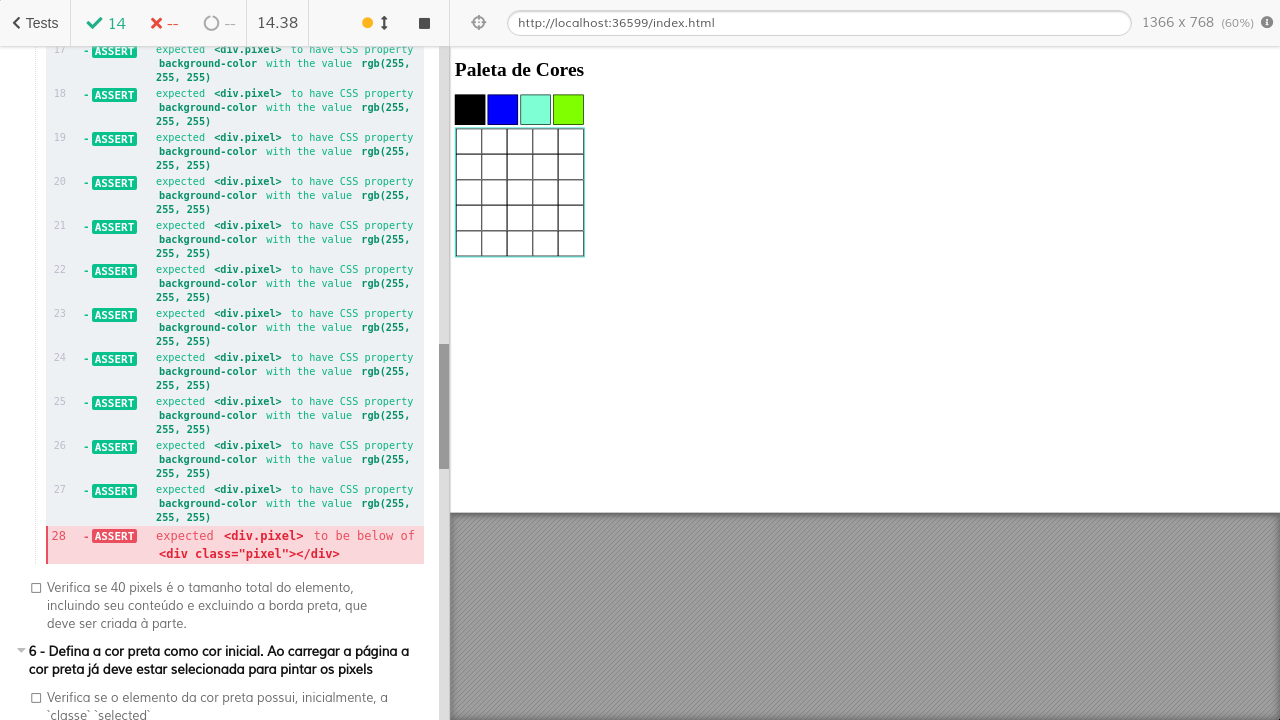 Tests
14
--
--
14.38
http://localhost:36599/index.html
1366 x 768 (60%)
17 - ASSERT expected <div.pixel> to have CSS property
background-color with the value rgb(255,
255, 255)
18 - ASSERT expected <div.pixel> to have CSS property
background-color with the value rgb(255,
255, 255)
19 - ASSERT expected <div.pixel> to have CSS property
background-color with the value rgb(255,
255, 255)
20 - ASSERT expected <div.pixel> to have CSS property
background-color with the value rgb(255,
255, 255)
21 - ASSERT expected <div.pixel> to have CSS property
background-color with the value rgb(255,
255, 255)
22 - ASSERT expected <div.pixel> to have CSS property
background-color with the value rgb(255,
255, 255)
23 - ASSERT expected <div.pixel> to have CSS property
background-color with the value rgb(255,
255, 255)
24 - ASSERT expected <div.pixel> to have CSS property
background-color with the value rgb(255,
255, 255)
25 - ASSERT expected <div.pixel> to have CSS property
background-color with the value rgb(255,
255, 255)
26 - ASSERT expected <div.pixel> to have CSS property
background-color with the value rgb(255,
255, 255)
27 - ASSERT expected <div.pixel> to have CSS property
background-color with the value rgb(255,
255, 255)
28 - ASSERT expected <div.pixel> to be below of
<div class="pixel"></div>
Verifica se 40 pixels é o tamanho total do elemento,
incluindo seu conteúdo e excluindo a borda preta, que
deve ser criada à parte.
6 - Defina a cor preta como cor inicial. Ao carregar a página a
cor preta já deve estar selecionada para pintar os pixels
Verifica se o elemento da cor preta possui, inicialmente, a
`classe` `selected`
Paleta de Cores